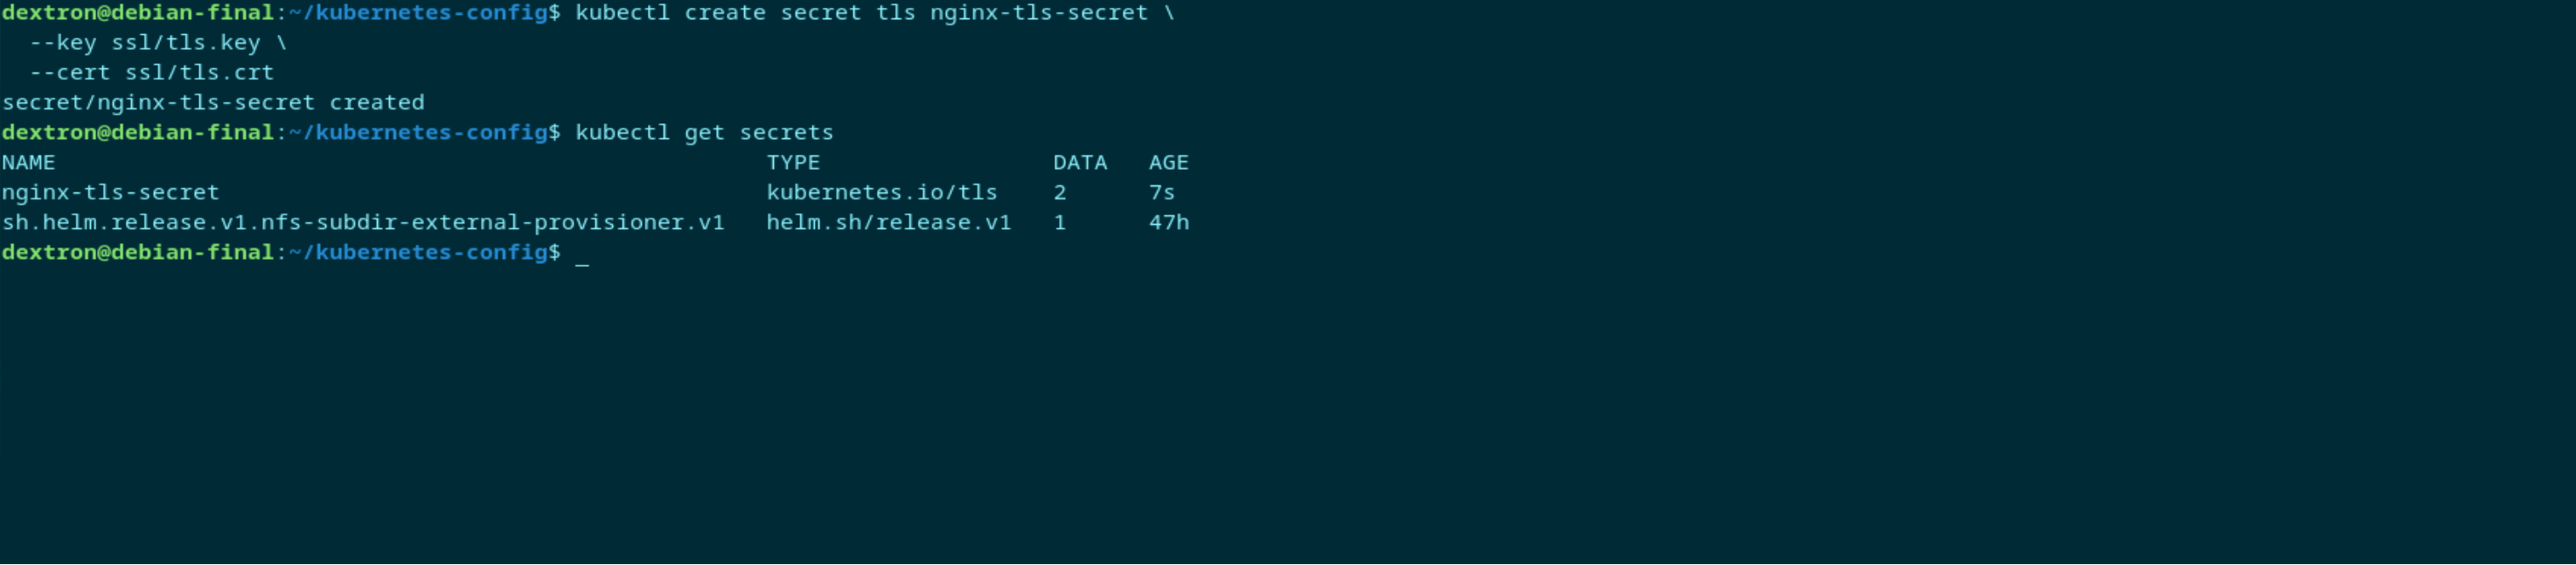 dextron@debian-final:~/kubernetes-config$ kubectl create secret tls nginx-tls-secret \
  --key ssl/tls.key \
  --cert ssl/tls.crt
secret/nginx-tls-secret created
dextron@debian-final:~/kubernetes-config$ kubectl get secrets
NAME                                                    TYPE                 DATA   AGE
nginx-tls-secret                                        kubernetes.io/tls    2      7s
sh.helm.release.v1.nfs-subdir-external-provisioner.v1   helm.sh/release.v1   1      47h
dextron@debian-final:~/kubernetes-config$ _